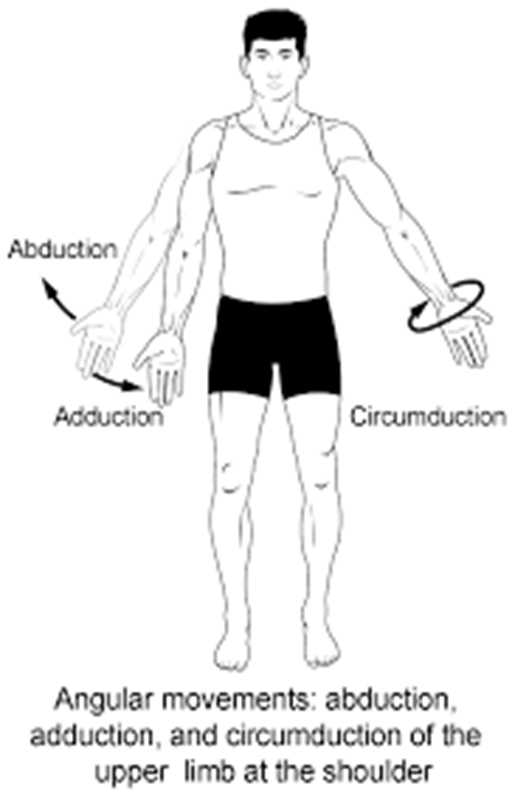 Abduction
Adduction
Circumduction
Angular movements: abduction,
adduction, and circumduction of the
upper limb at the shoulder